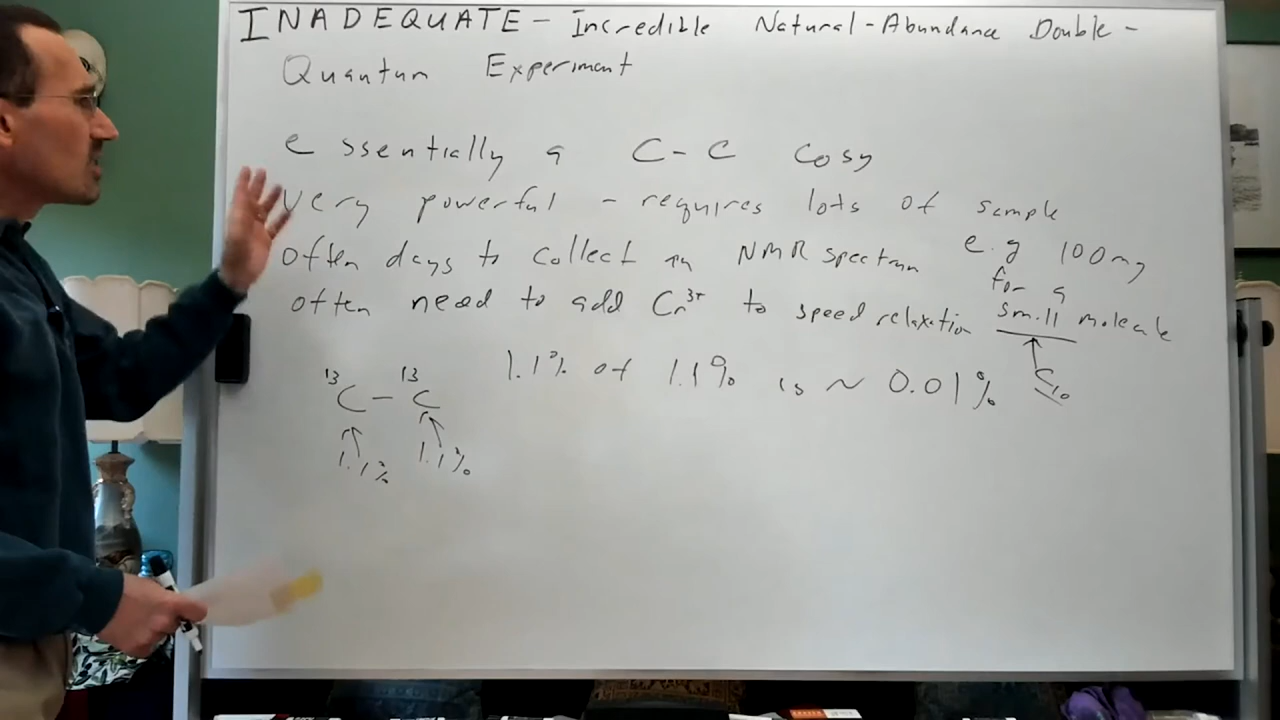 INADEQUATE - Incredible Natural-Abundance Double-
Quantum Experiment
essentially a C-C COSY
very powerful - requires lots of sample
e.g 100mg
often days to collect an NMR spectrum
for a
often need to add Cr³⁺ to speed relaxation small molecule
¹³C - ¹³C 1.1% of 1.1% is ~ 0.01% C₁₀
1.1% 1.1%